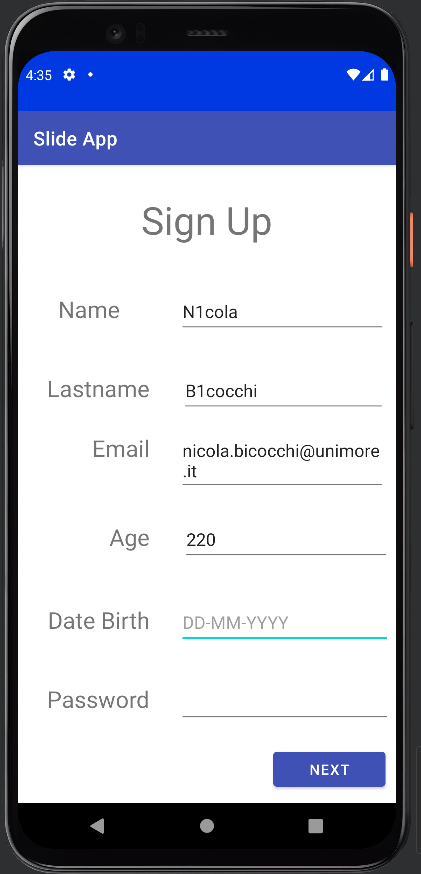 4:35
Slide App
Sign Up
Name N1cola
Lastname B1cocchi
Email nicola.bicocchi@unimore
.it
Age 220
Date Birth DD-MM-YYYY
Password
NEXT